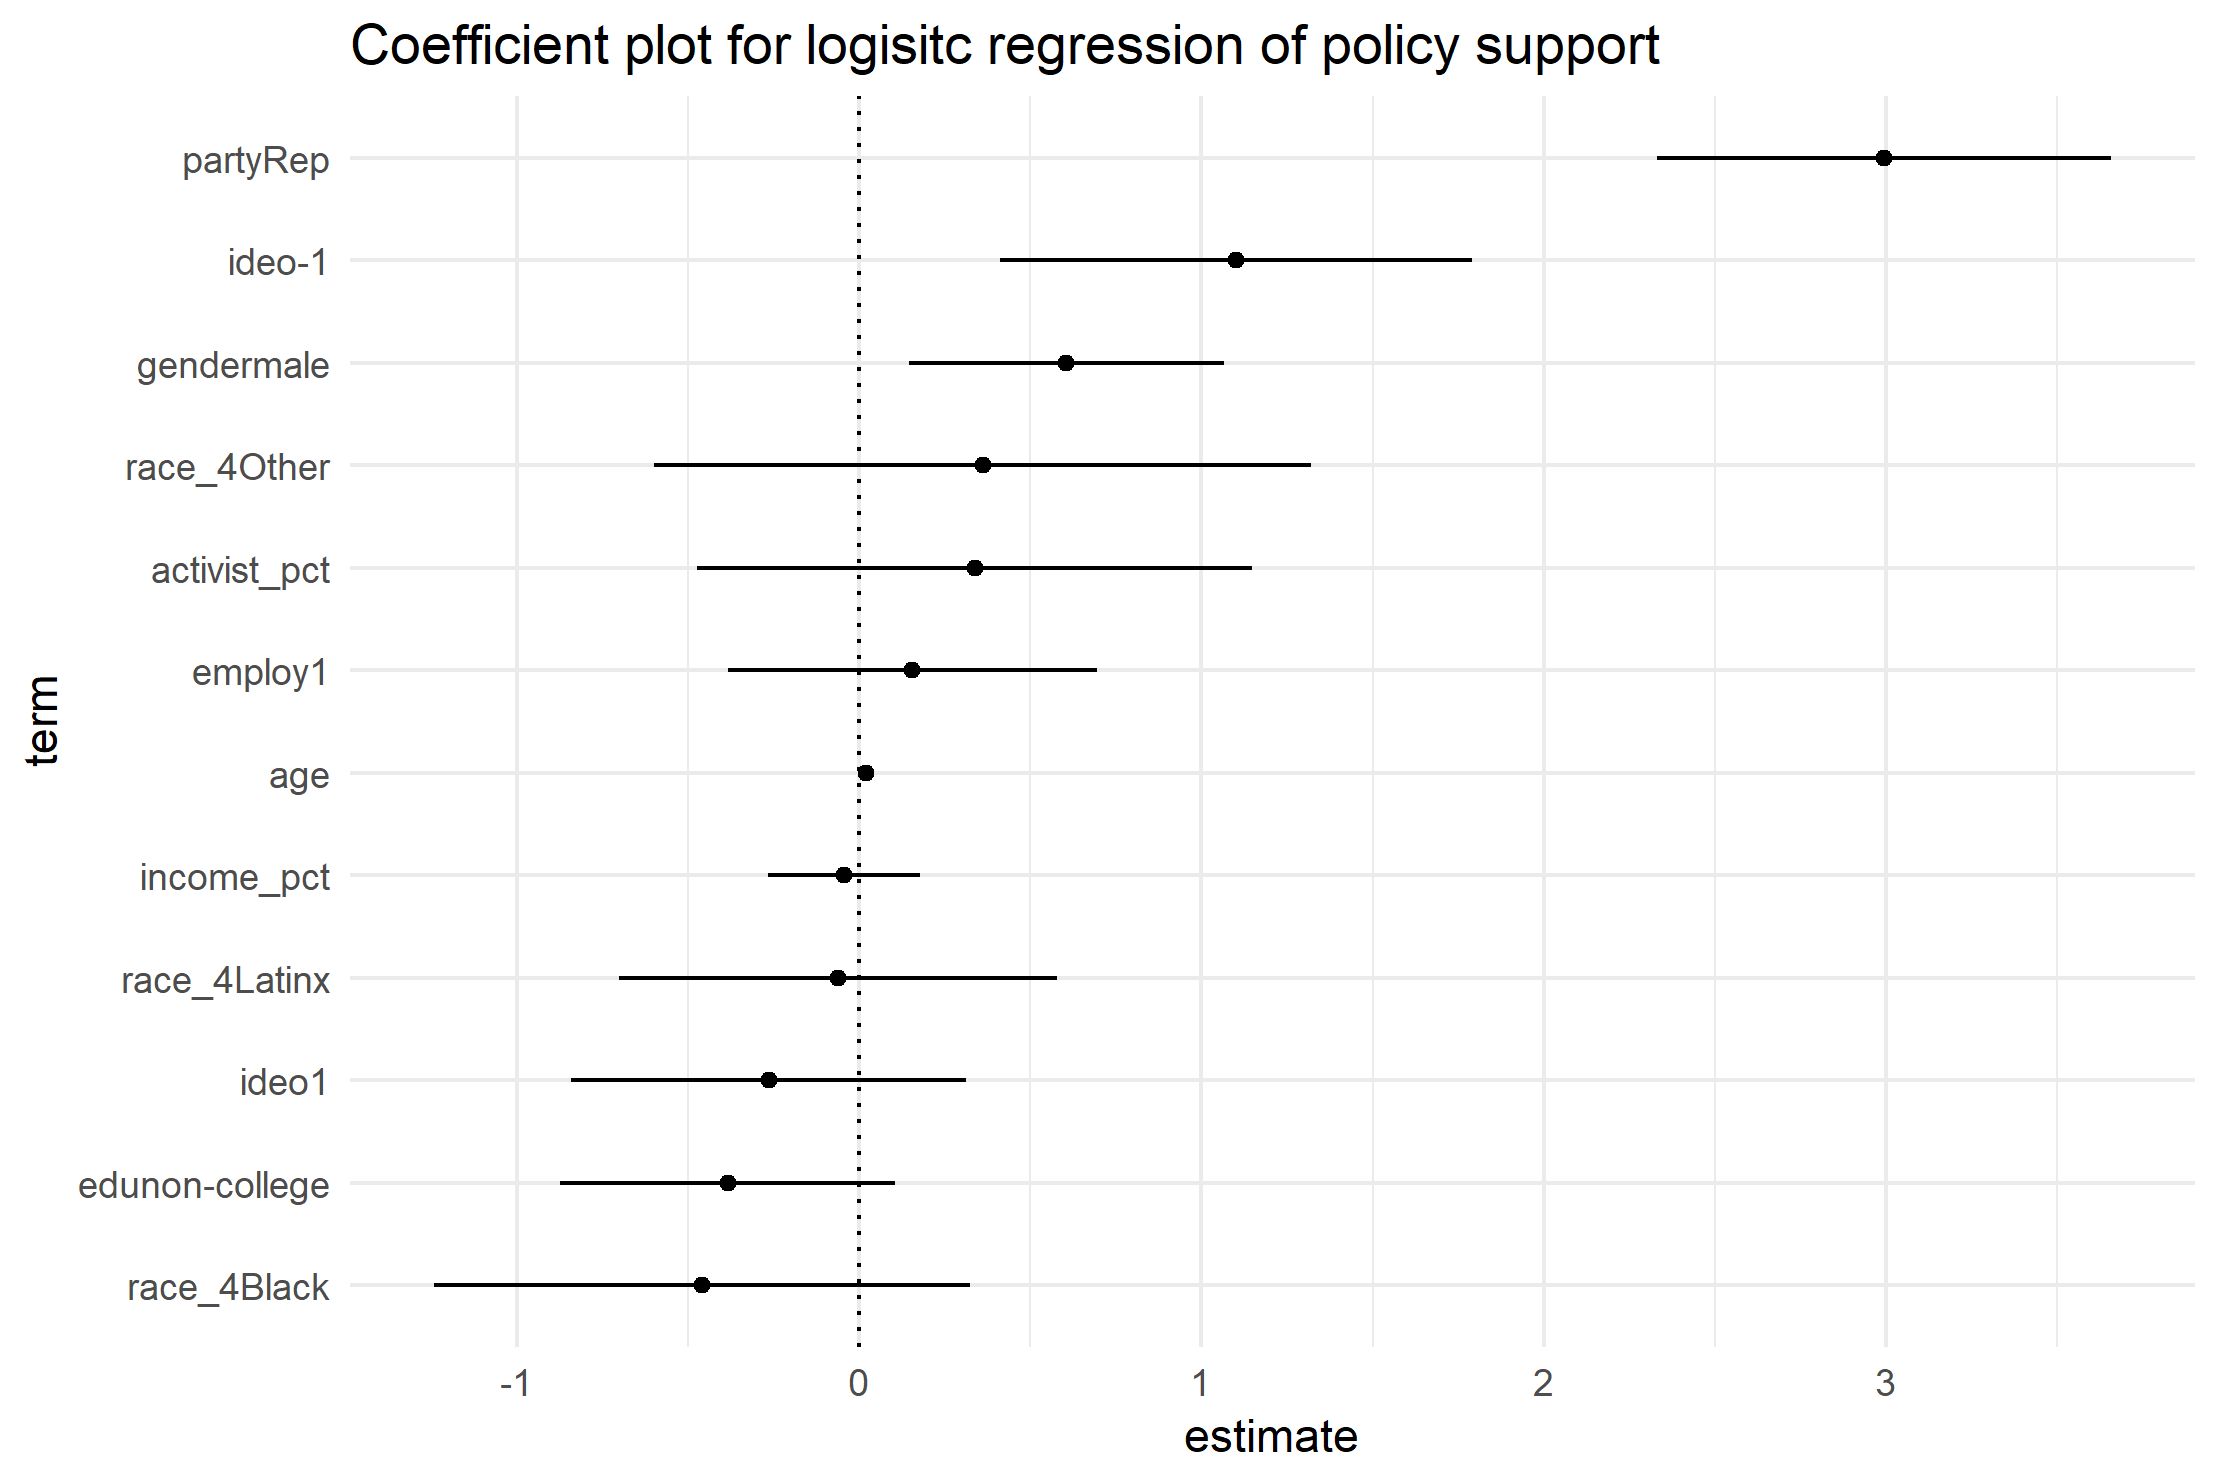 Coefficient plot for logisitc regression of policy support
partyRep
ideo-1
gendermale
race_4Other
activist_pct
employ1
age
income_pct
race_4Latinx
ideo1
edunon-college
race_4Black
term
-1 0 1 2 3
estimate